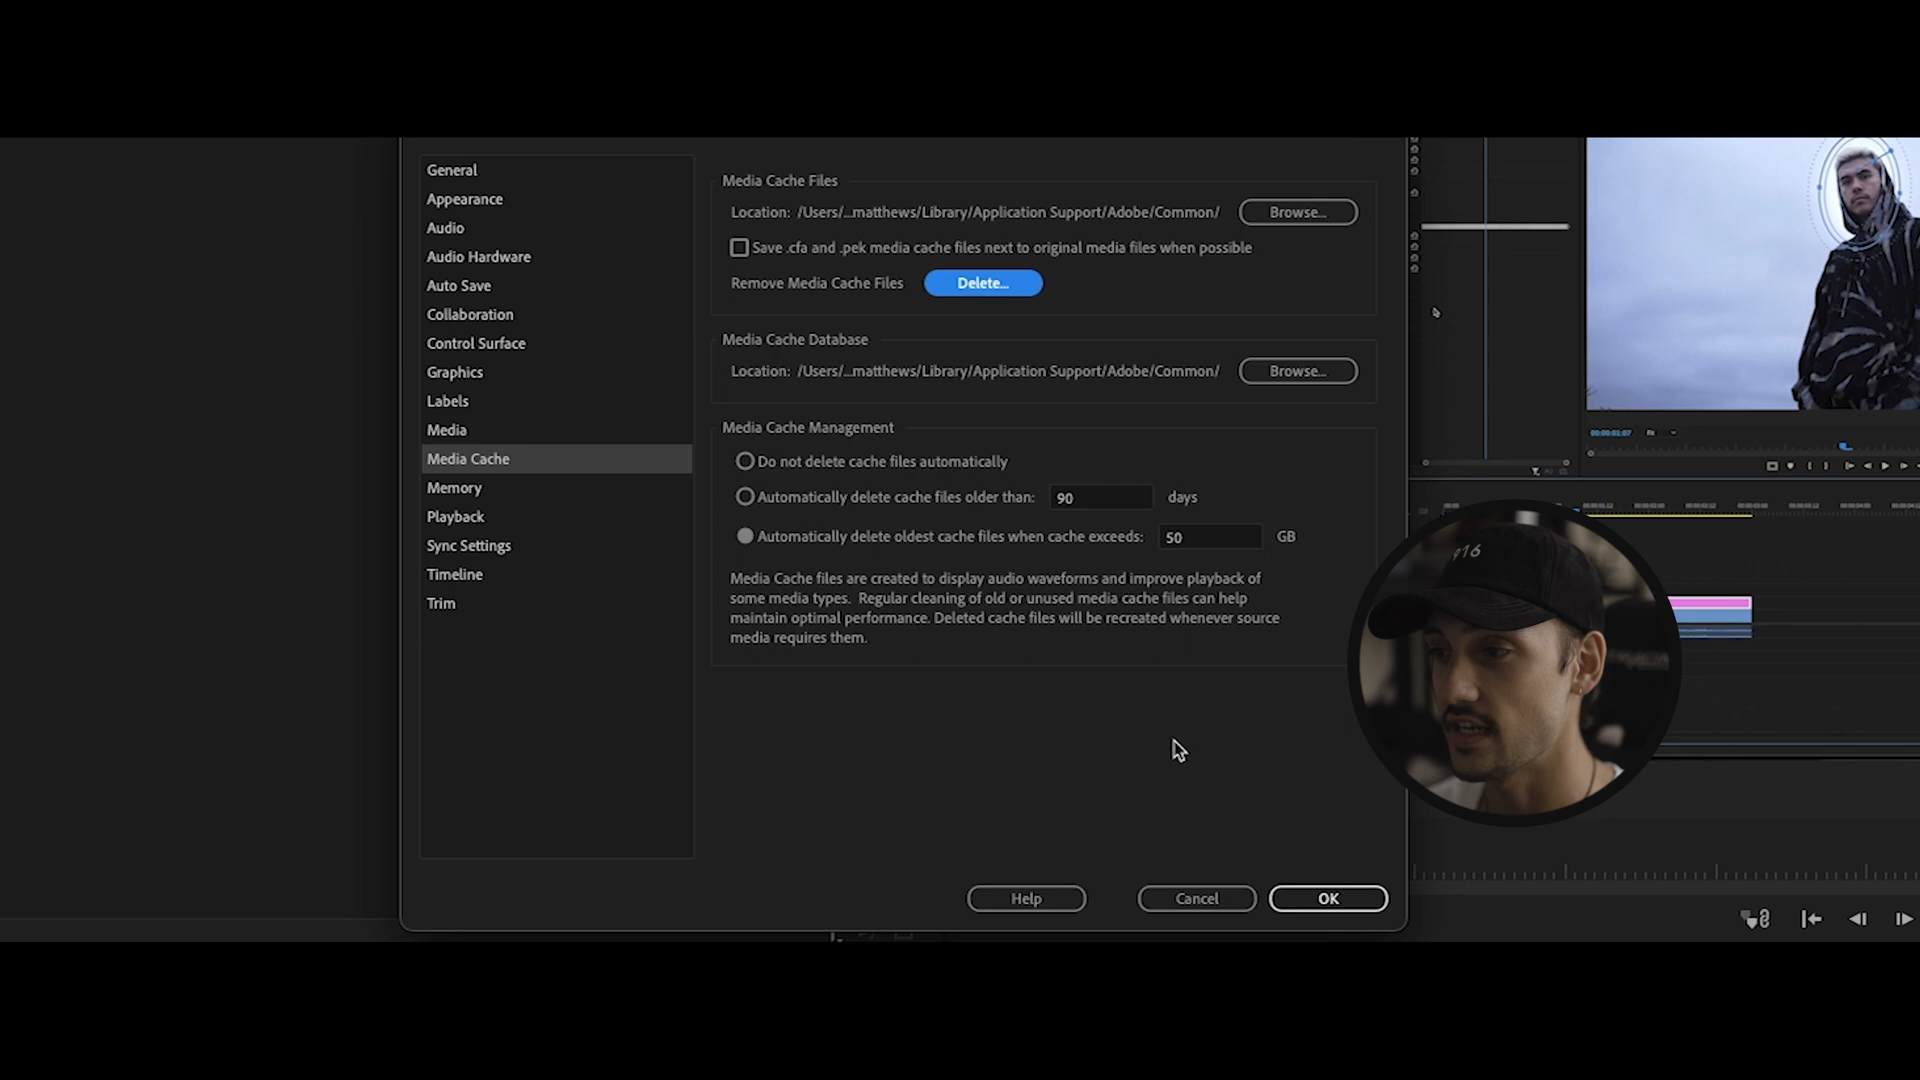 General
Appearance
Audio
Audio Hardware
Auto Save
Collaboration
Control Surface
Graphics
Labels
Media
Media Cache
Memory
Playback
Sync Settings
Timeline
Trim
Media Cache Files
Location: /Users/...matthews/Library/Application Support/Adobe/Common/ Browse...
Save .cfa and .pek media cache files next to original media files when possible
Remove Media Cache Files Delete...
Media Cache Database
Location: /Users/...matthews/Library/Application Support/Adobe/Common/ Browse...
Media Cache Management
Do not delete cache files automatically
Automatically delete cache files older than: 90 days
Automatically delete oldest cache files when cache exceeds: 50 GB
Media Cache files are created to display audio waveforms and improve playback of
some media types. Regular cleaning of old or unused media cache files can help
maintain optimal performance. Deleted cache files will be recreated whenever source
media requires them.
Help Cancel OK
00:00:01:07
916